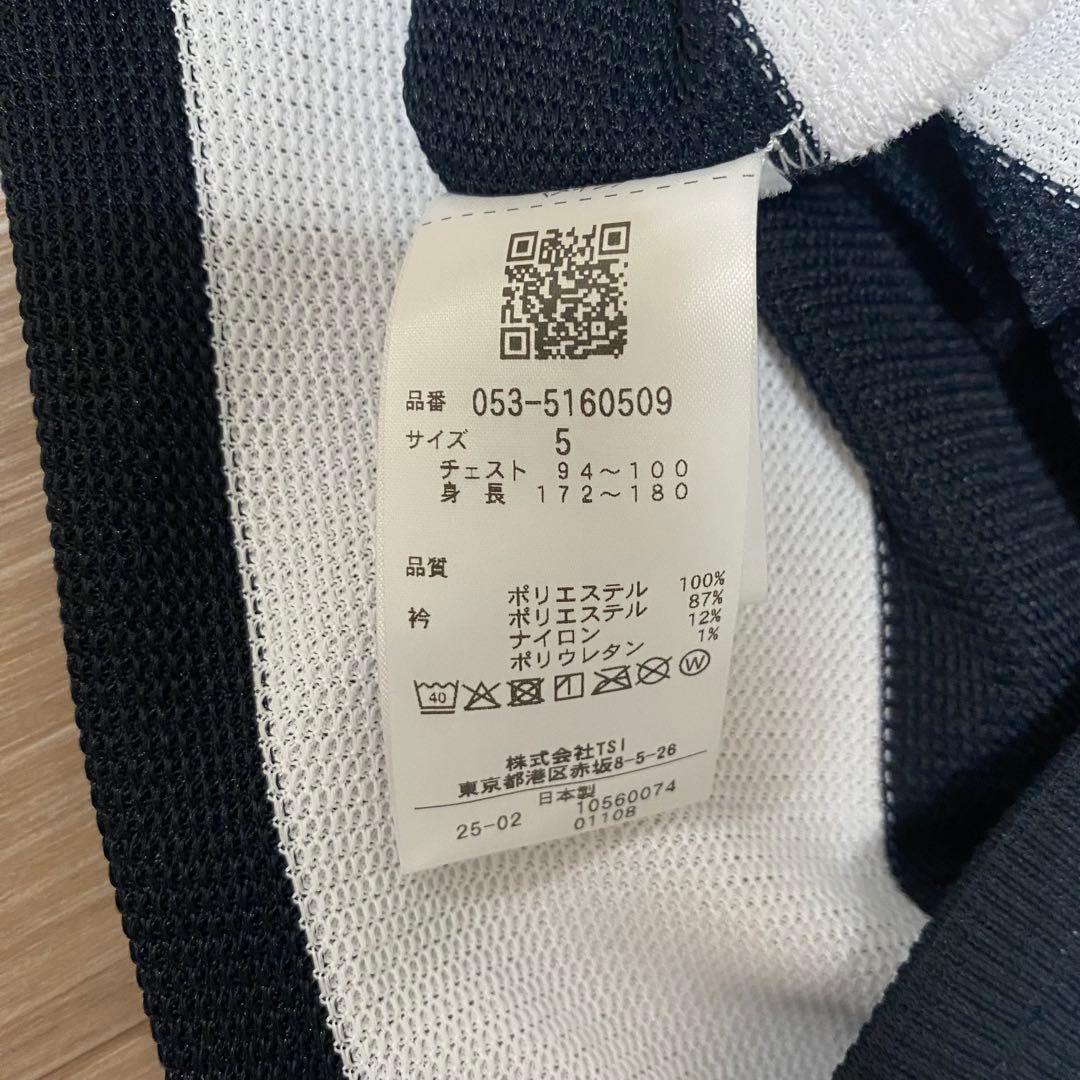 品番 053-5160509
サイズ 5
チェスト 94～100
身 長 172～180
品質
ポリエステル 100%
衿 ポリエステル 87%
ナイロン 12%
ポリウレタン 1%
40 W
株式会社TSI
東京都港区赤坂8-5-26
日本製 10560074
25-02 01108